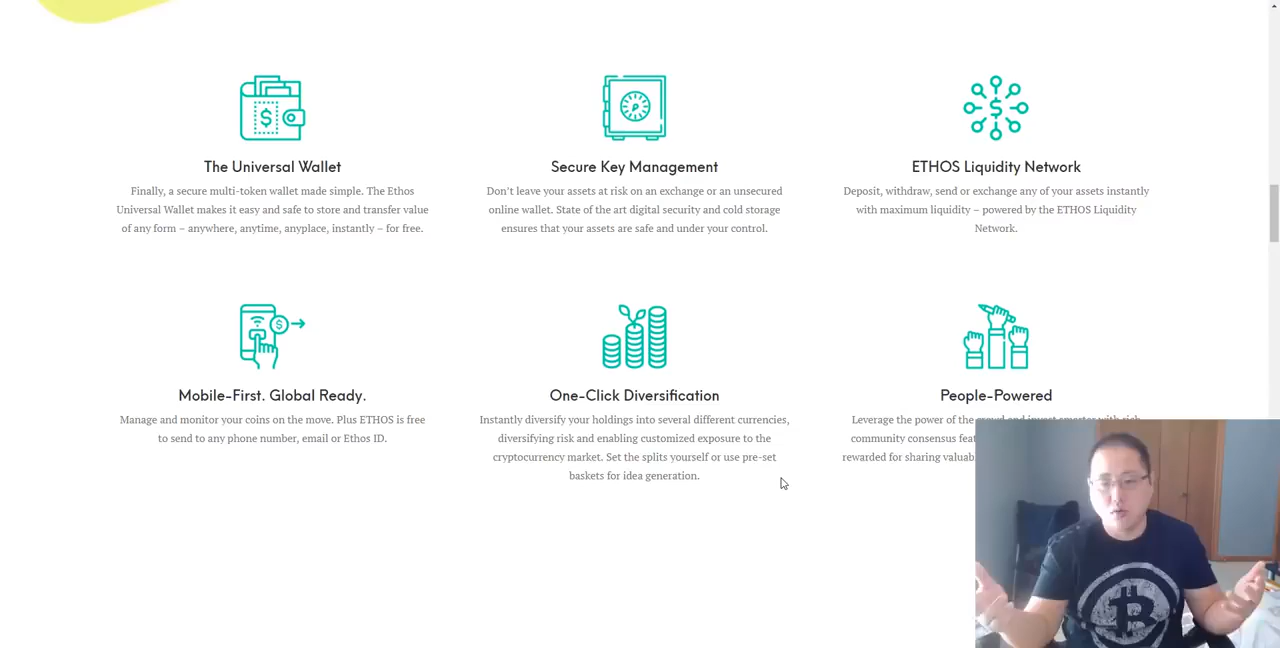 The Universal Wallet
Finally, a secure multi-token wallet made simple. The Ethos
Universal Wallet makes it easy and safe to store and transfer value
of any form – anywhere, anytime, anyplace, instantly – for free.
Secure Key Management
Don't leave your assets at risk on an exchange or an unsecured
online wallet. State of the art digital security and cold storage
ensures that your assets are safe and under your control.
ETHOS Liquidity Network
Deposit, withdraw, send or exchange any of your assets instantly
with maximum liquidity – powered by the ETHOS Liquidity
Network.
Mobile-First. Global Ready.
Manage and monitor your coins on the move. Plus ETHOS is free
to send to any phone number, email or Ethos ID.
One-Click Diversification
Instantly diversify your holdings into several different currencies,
diversifying risk and enabling customized exposure to the
cryptocurrency market. Set the splits yourself or use pre-set
baskets for idea generation.
People-Powered
Leverage the power of the crowd and invest smarter with rich
community consensus
rewarded for sharing